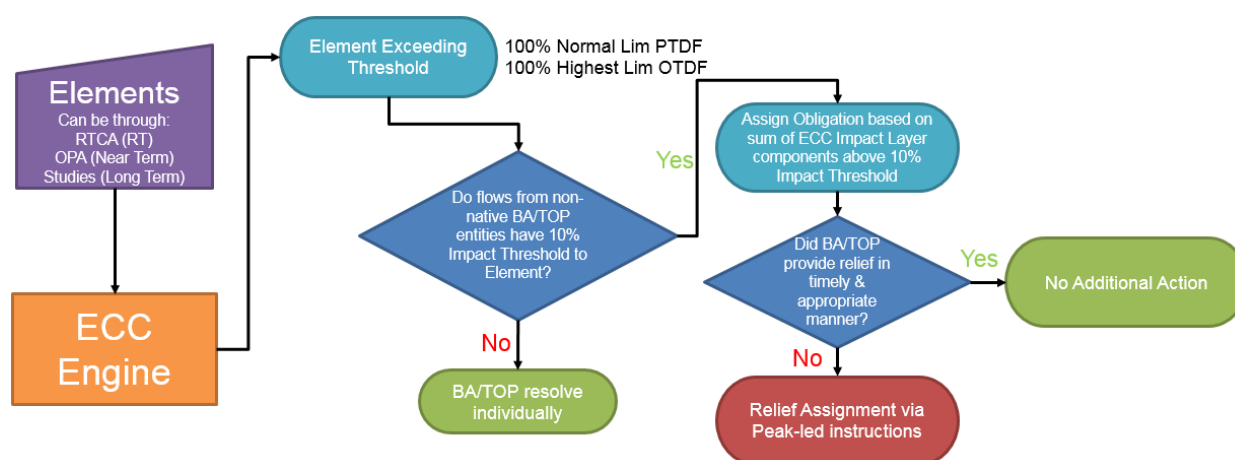 Elements
Can be through:
RTCA (RT)
OPA (Near Term)
Studies (Long Term)
ECC
Engine
Element Exceeding
Threshold
100% Normal Lim PTDF
100% Highest Lim OTDF
Do flows from non-
native BA/TOP
entities have 10%
Impact Threshold to
Element?
No
BA/TOP resolve
individually
Yes
Assign Obligation based on
sum of ECC Impact Layer
components above 10%
Impact Threshold
Did BA/TOP
provide relief in
timely &
appropriate
manner?
Yes
No Additional Action
No
Relief Assignment via
Peak-led instructions